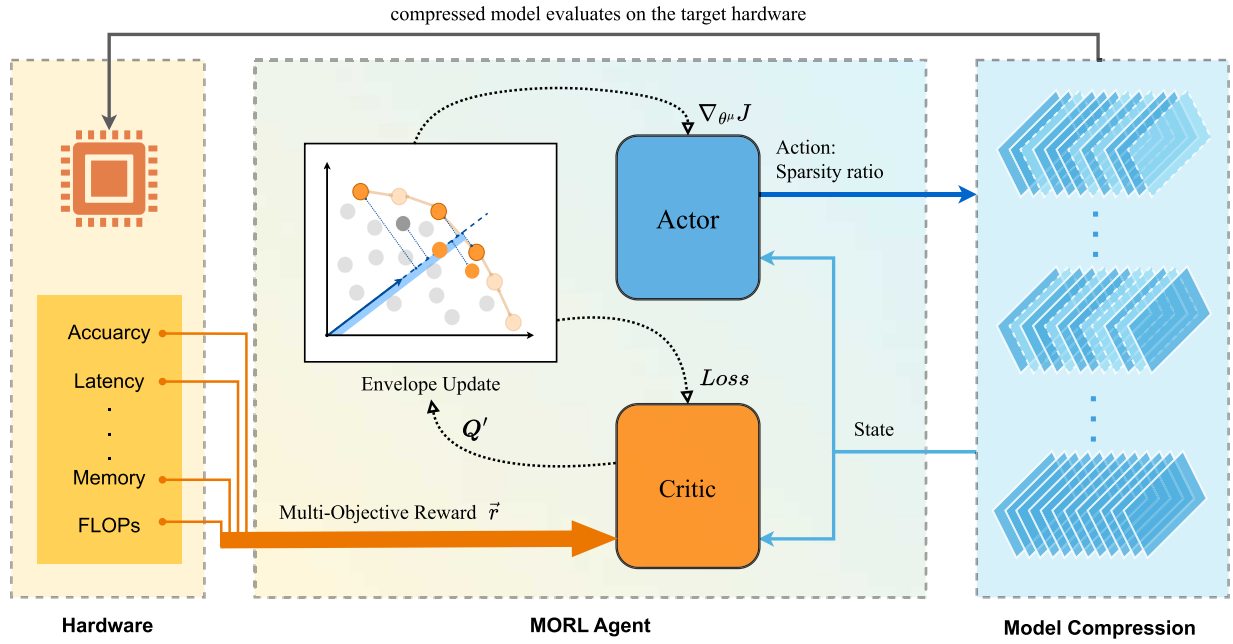 compressed model evaluates on the target hardware
∇θμ J
Action:
Sparsity ratio
Actor
Accuarcy
Latency
.
.
.
Memory
FLOPs
Envelope Update
Loss
Q′
State
Critic
Multi-Objective Reward r⃗
Hardware
MORL Agent
Model Compression